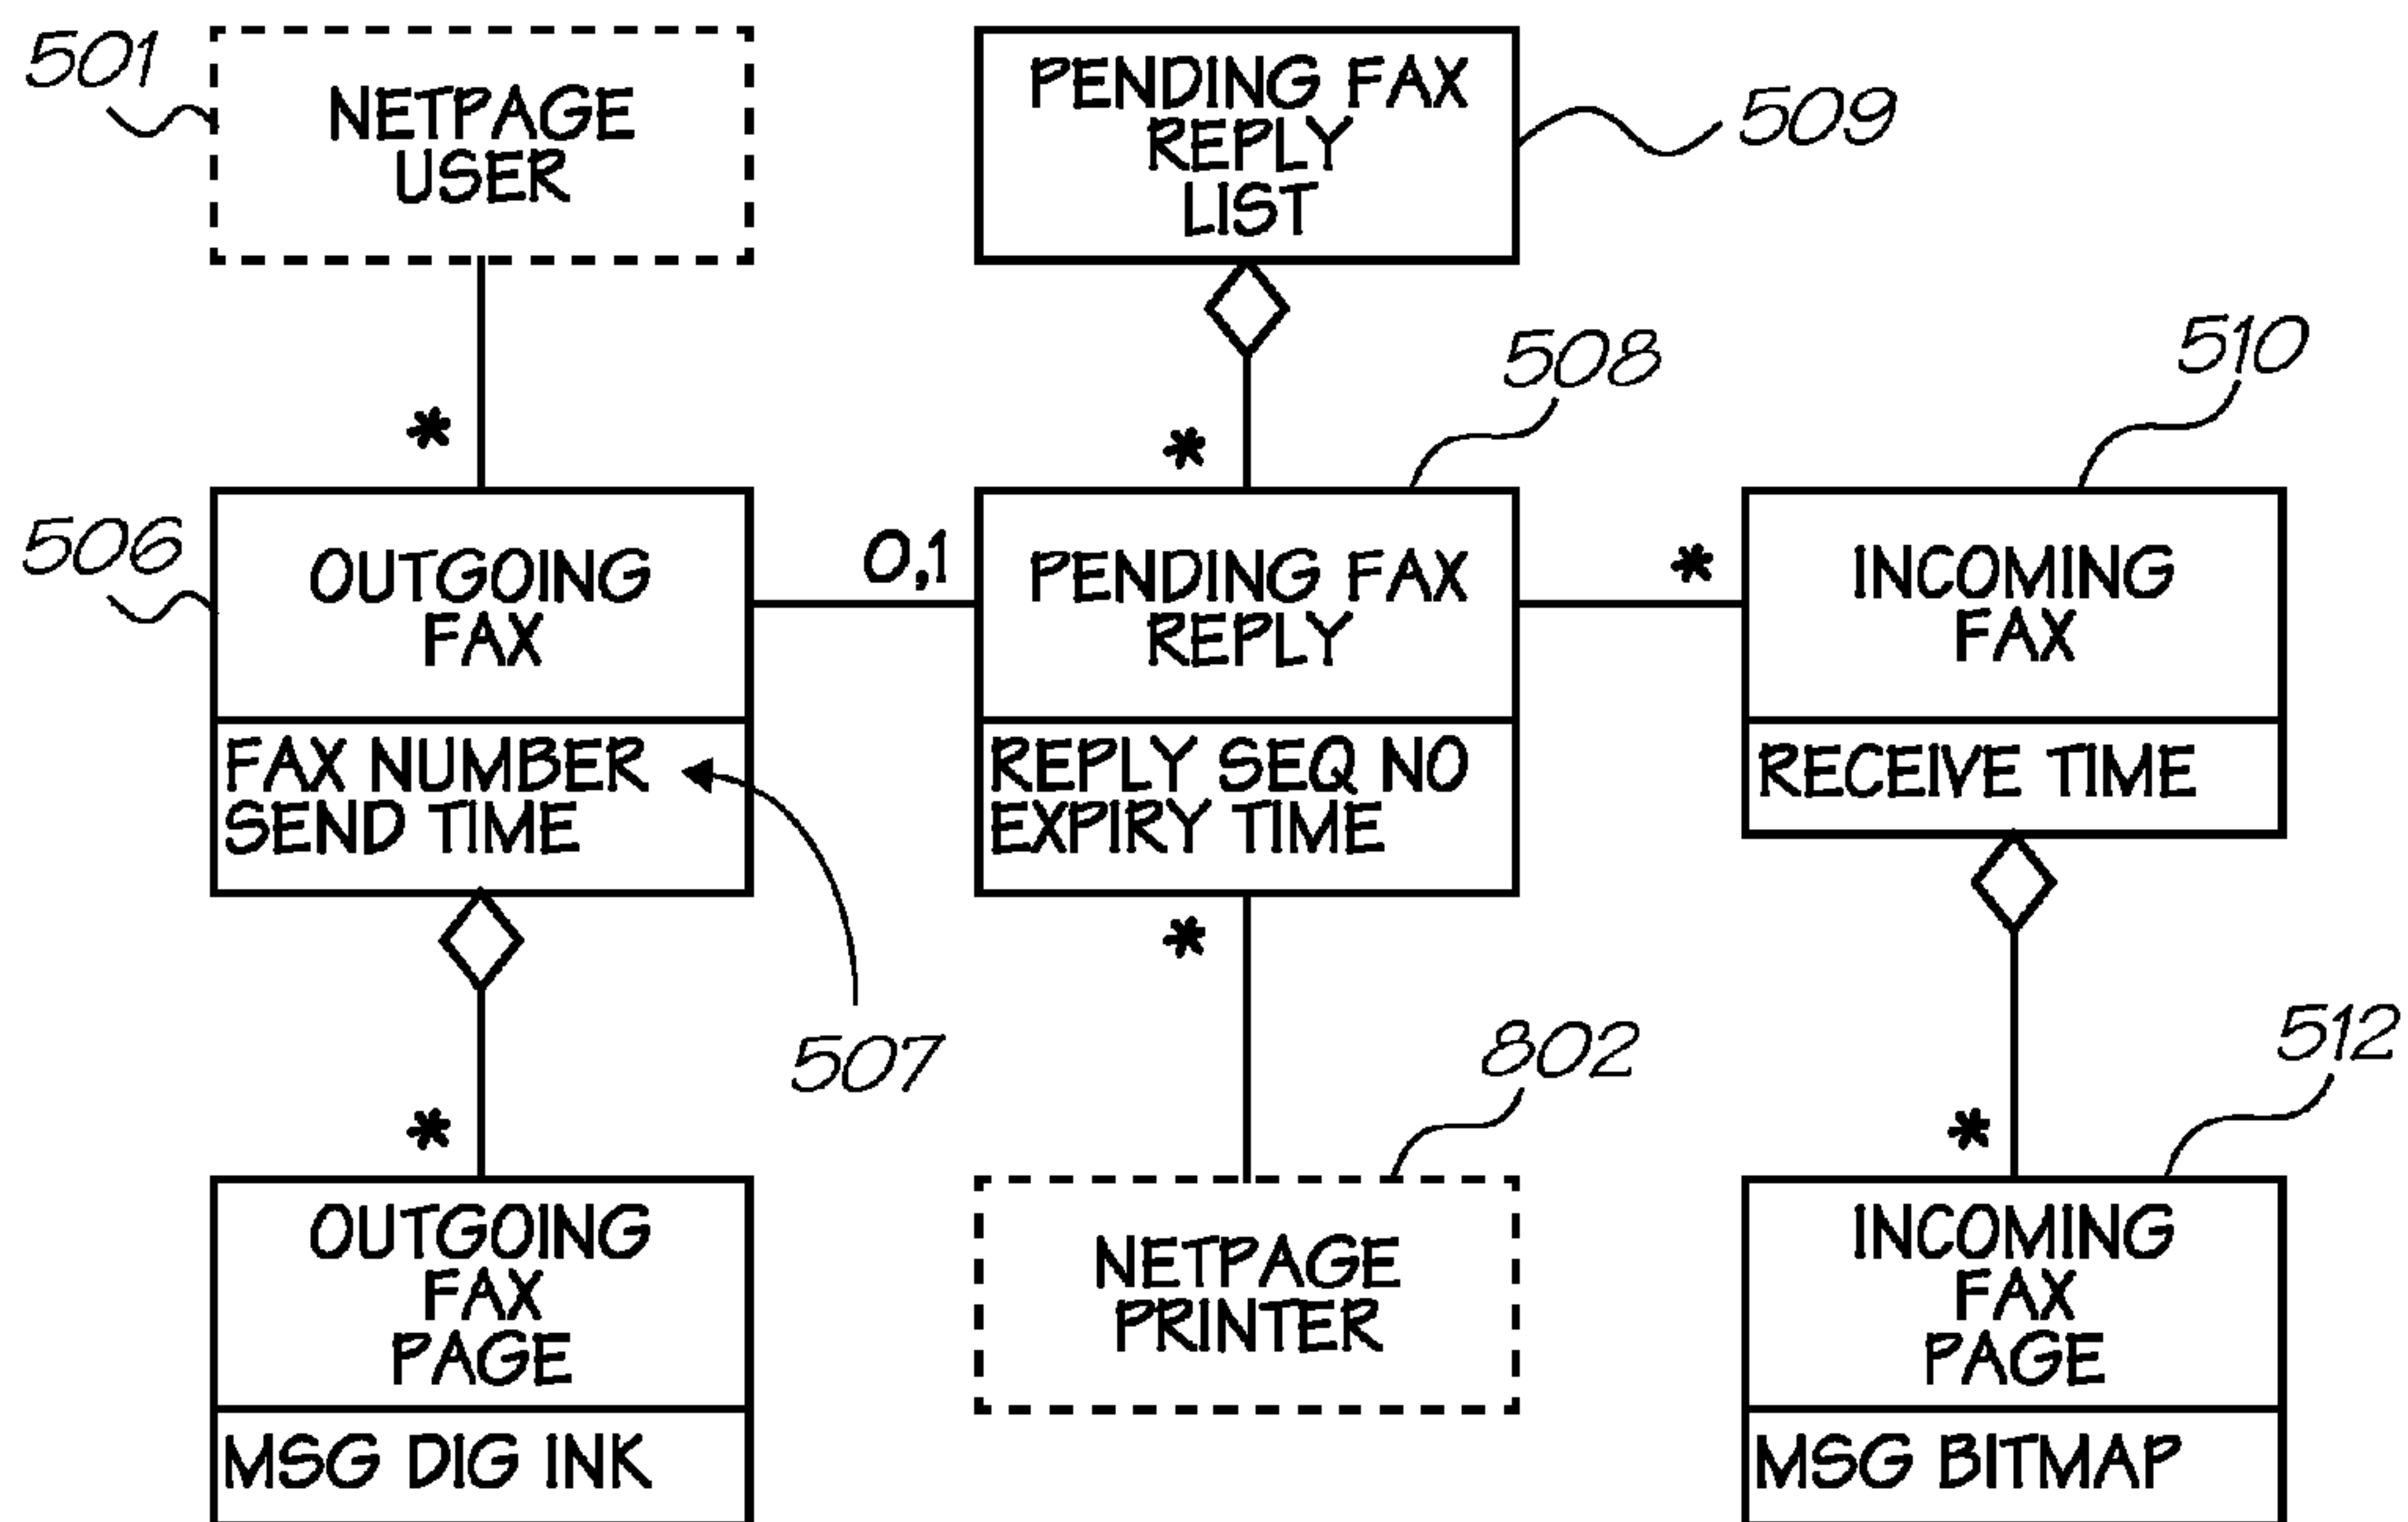 501
NETPAGE
USER
PENDING FAX
REPLY
LIST
509
*
*
508
510
506
OUTGOING
FAX
0,1
PENDING FAX
REPLY
*
INCOMING
FAX
FAX NUMBER
SEND TIME
REPLY SEQ NO
EXPIRY TIME
RECEIVE TIME
507
*
*
802
*
512
OUTGOING
FAX
PAGE
MSG DIG INK
NETPAGE
PRINTER
INCOMING
FAX
PAGE
MSG BITMAP